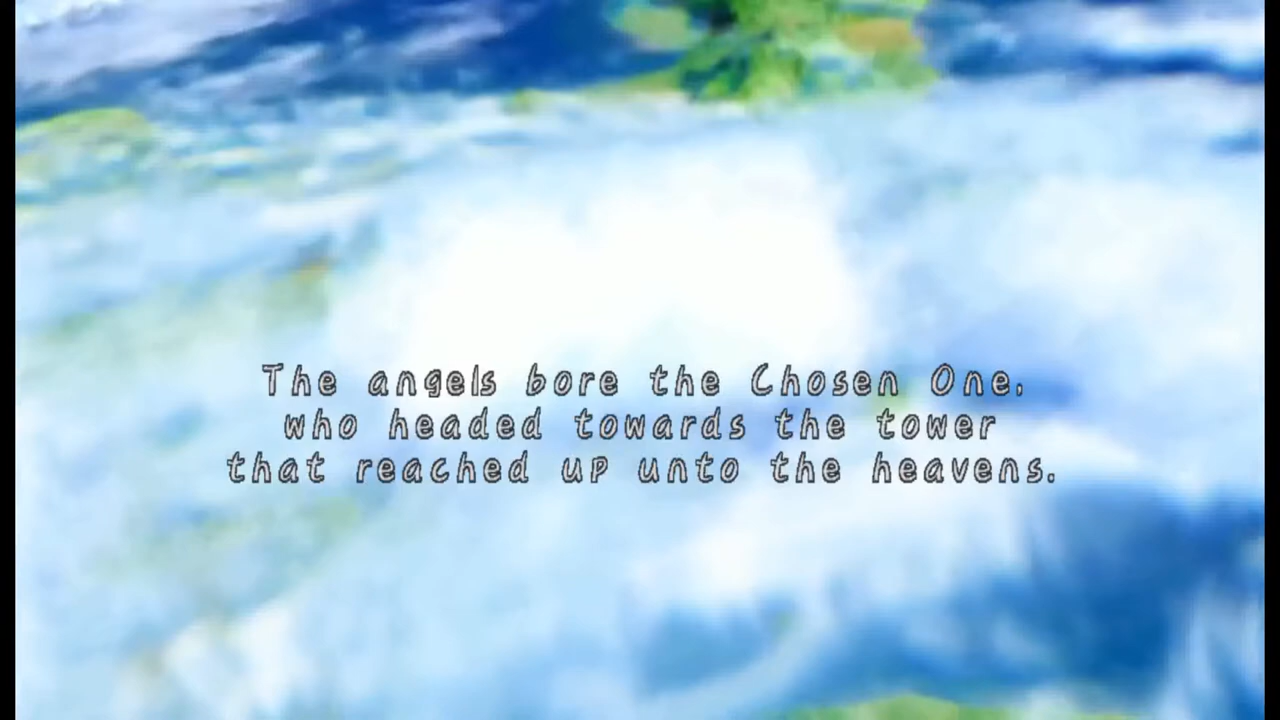 The angels bore the Chosen One,
who headed towards the tower
that reached up unto the heavens.